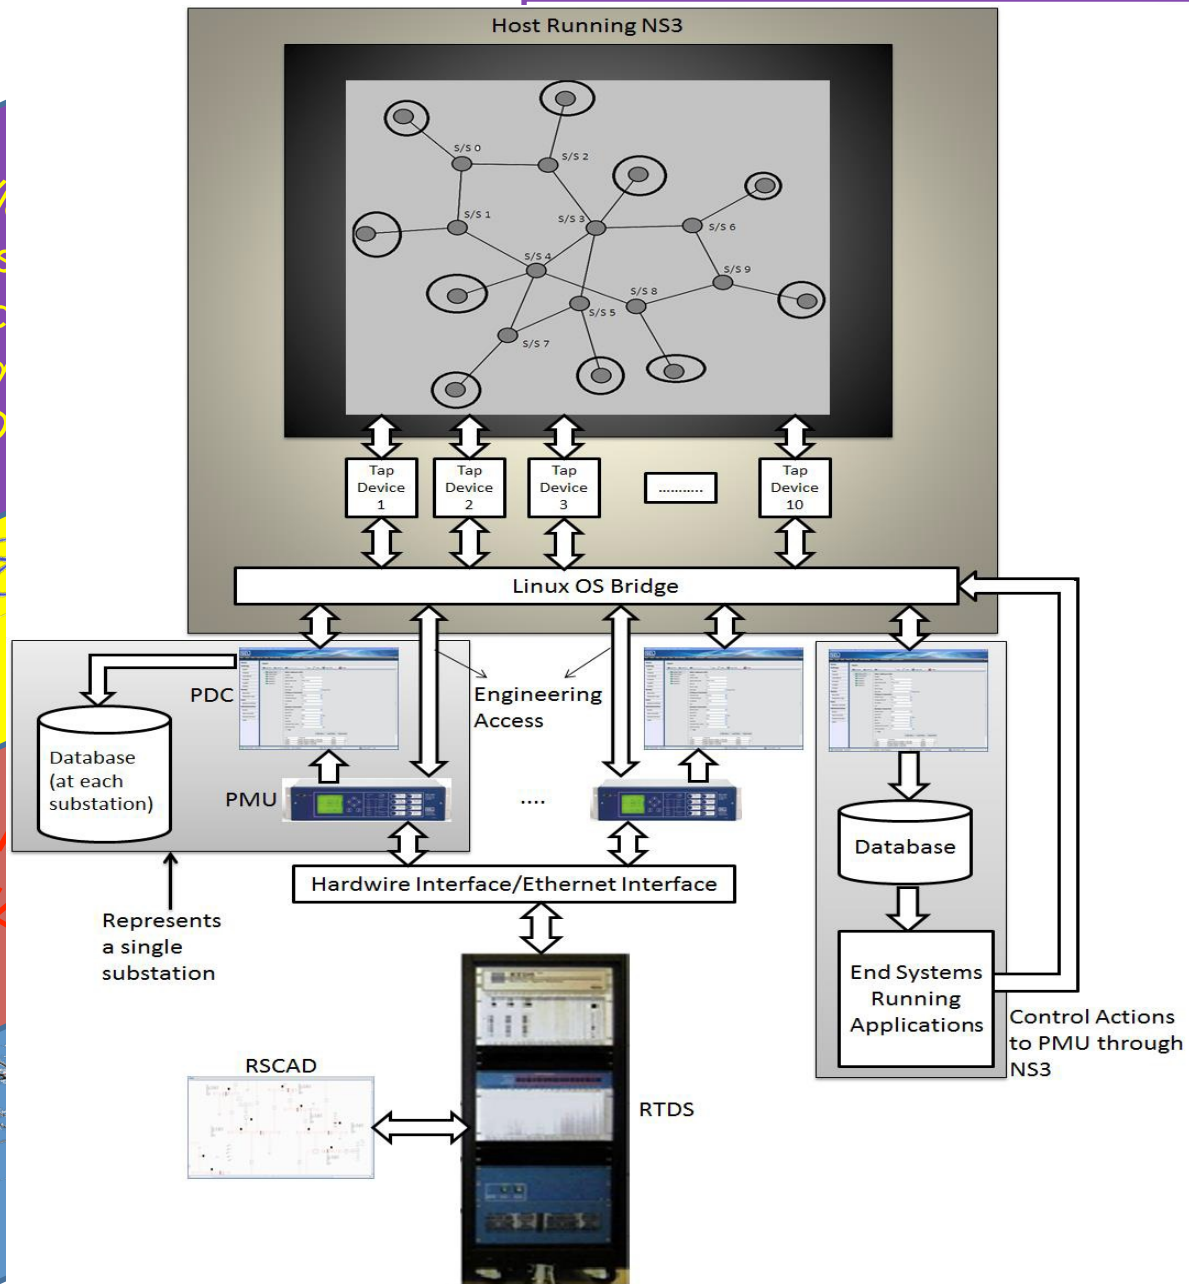 Host Running NS3
S/S 0
S/S 2
S/S 1
S/S 3
S/S 6
S/S 4
S/S 9
S/S 8
S/S 5
S/S 7
Tap
Device
1
Tap
Device
2
Tap
Device
3
...........
Tap
Device
10
Linux OS Bridge
PDC
Engineering
Access
Database
(at each
substation)
PMU
....
Database
Hardwire Interface/Ethernet Interface
Represents
a single
substation
End Systems
Running
Applications
Control Actions
to PMU through
NS3
RSCAD
RTDS